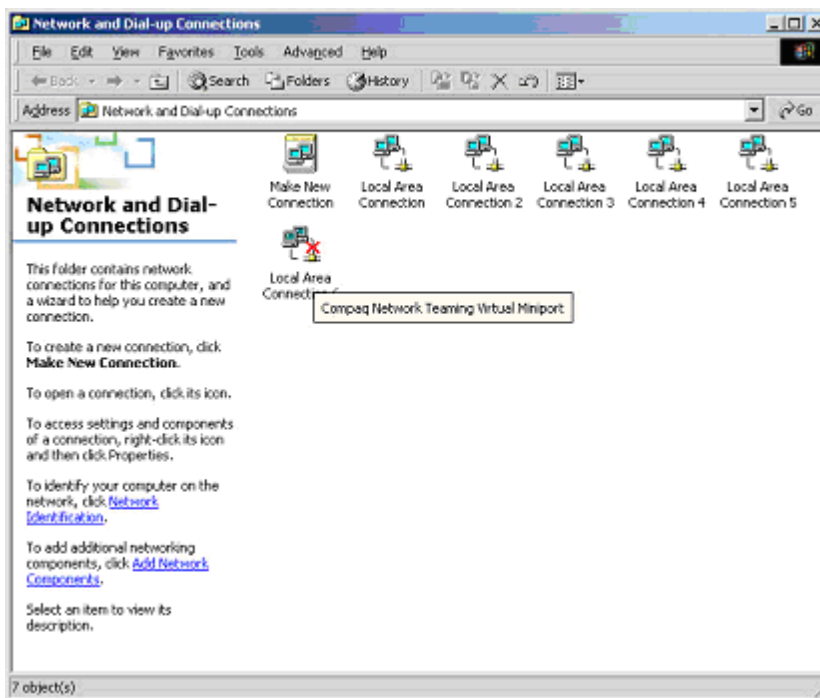 Network and Dial-up Connections
File Edit View Favorites Tools Advanced Help
Back Search Folders History
Address Network and Dial-up Connections Go
Make New Connection
Local Area Connection
Local Area Connection 2
Local Area Connection 3
Local Area Connection 4
Local Area Connection 5
Local Area
Compaq Network Teaming Virtual Miniport
Network and Dial-
up Connections
This folder contains network
connections for this computer, and
a wizard to help you create a new
connection.
To create a new connection, click
Make New Connection.
To open a connection, click its icon.
To access settings and components
of a connection, right-click its icon
and then click Properties.
To identify your computer on the
network, click Network
Identification.
To add additional networking
components, click Add Network
Components.
Select an item to view its
description.
7 object(s)